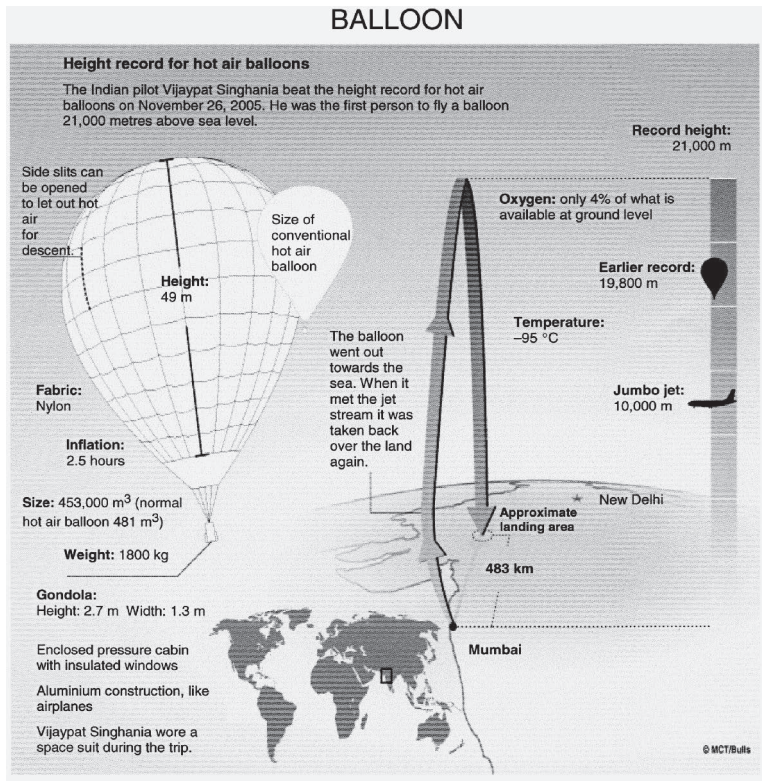 BALLOON
Height record for hot air balloons
The Indian pilot Vijaypat Singhania beat the height record for hot air
balloons on November 26, 2005. He was the first person to fly a balloon
21,000 metres above sea level.
Record height:
21,000 m
Side slits can
be opened
to let out hot
air
for
descent.
Size of
conventional
hot air
balloon
Height:
49 m
Oxygen: only 4% of what is
available at ground level
Earlier record:
19,800 m
Temperature:
–95 °C
The balloon
went out
towards the
sea. When it
met the jet
stream it was
taken back
over the land
again.
Jumbo jet:
10,000 m
Fabric:
Nylon
Inflation:
2.5 hours
Size: 453,000 m³ (normal
hot air balloon 481 m³)
Weight: 1800 kg
New Delhi
Approximate
landing area
483 km
Gondola:
Height: 2.7 m Width: 1.3 m
Enclosed pressure cabin
with insulated windows
Aluminium construction, like
airplanes
Vijaypat Singhania wore a
space suit during the trip.
Mumbai
© MCT/Bulls